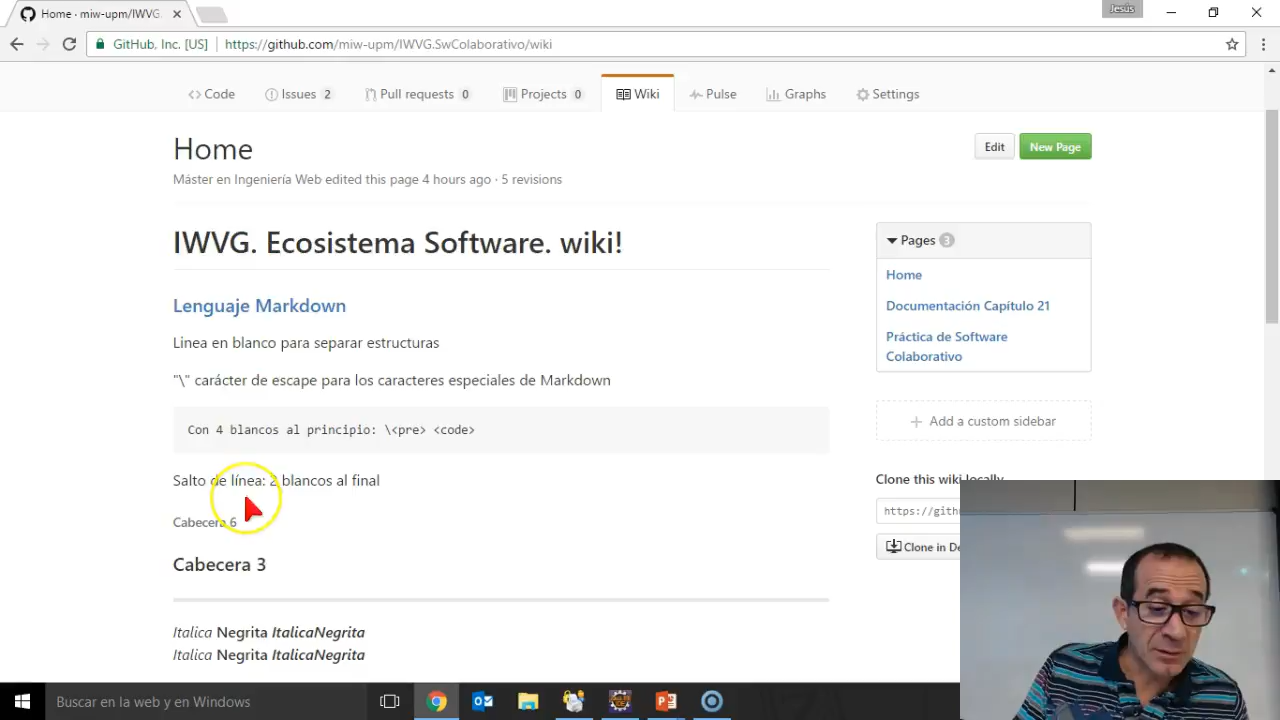 Home · miw-upm/IWVG.
Jesús
GitHub, Inc. [US] https://github.com/miw-upm/IWVG.SwColaborativo/wiki
Code Issues 2 Pull requests 0 Projects 0 Wiki Pulse Graphs Settings
Home
Edit New Page
Máster en Ingeniería Web edited this page 4 hours ago · 5 revisions
IWVG. Ecosistema Software. wiki!
Lenguaje Markdown
Linea en blanco para separar estructuras
"\" carácter de escape para los caracteres especiales de Markdown
Con 4 blancos al principio: \<pre> <code>
Salto de línea: 2 blancos al final
Cabecera 6
Cabecera 3
Italica Negrita ItalicaNegrita
Italica Negrita ItalicaNegrita
Pages 3
Home
Documentación Capítulo 21
Práctica de Software
Colaborativo
+ Add a custom sidebar
Clone this wiki locally
https://gith
Clone in De
Buscar en la web y en Windows